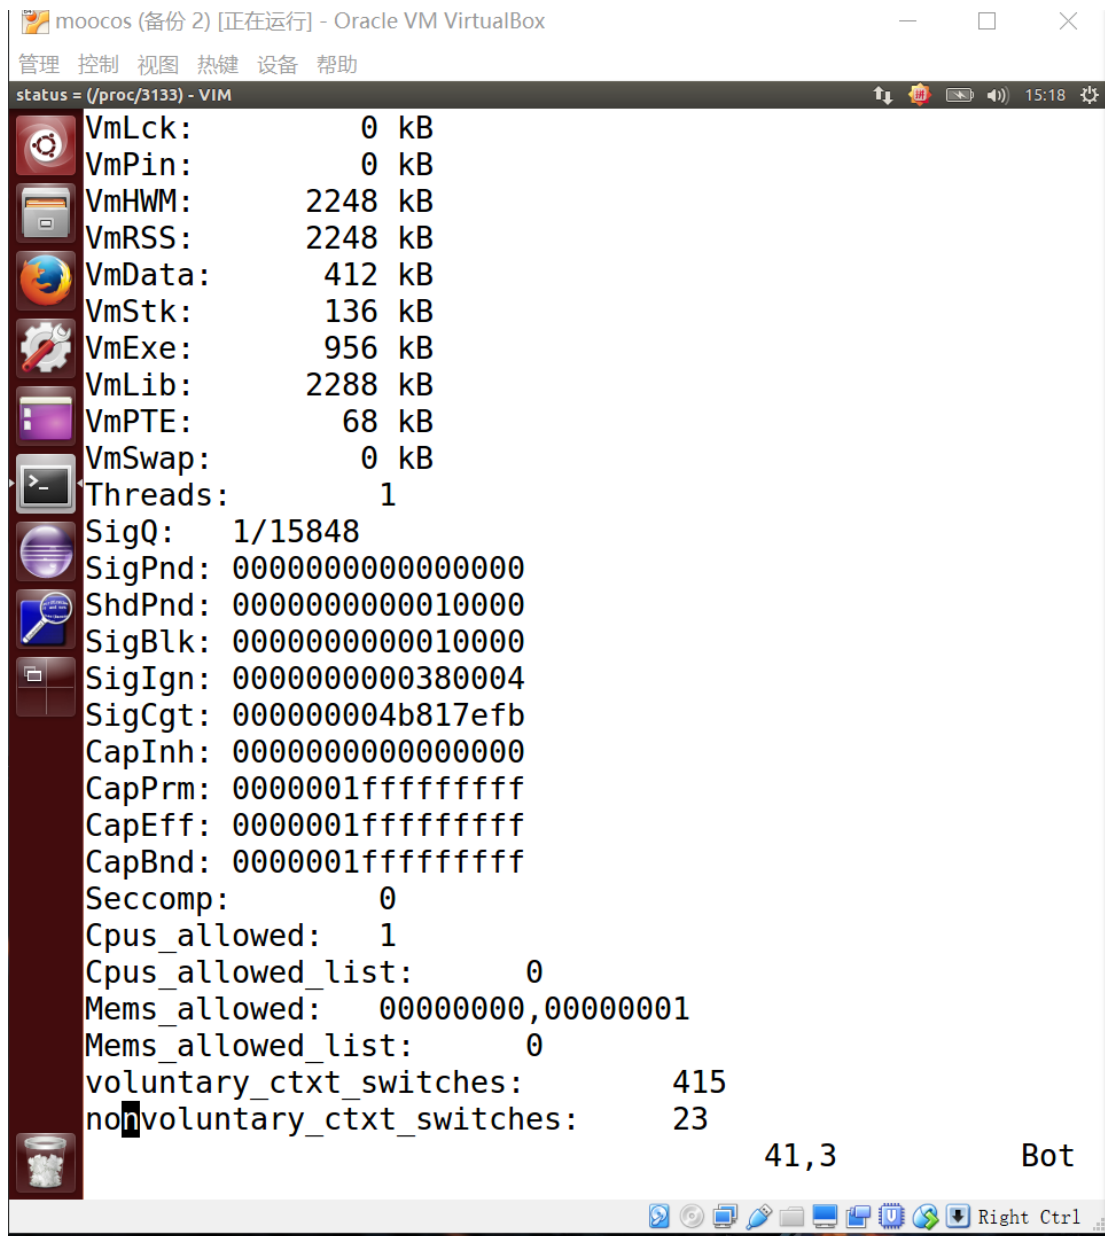 moocos (备份 2) [正在运行] - Oracle VM VirtualBox
管理 控制 视图 热键 设备 帮助
status = (/proc/3133) - VIM 拼 15:18
VmLck: 0 kB
VmPin: 0 kB
VmHWM: 2248 kB
VmRSS: 2248 kB
VmData: 412 kB
VmStk: 136 kB
VmExe: 956 kB
VmLib: 2288 kB
VmPTE: 68 kB
VmSwap: 0 kB
Threads: 1
SigQ: 1/15848
SigPnd: 0000000000000000
ShdPnd: 0000000000010000
SigBlk: 0000000000010000
SigIgn: 0000000000380004
SigCgt: 000000004b817efb
CapInh: 0000000000000000
CapPrm: 0000001fffffffff
CapEff: 0000001fffffffff
CapBnd: 0000001fffffffff
Seccomp: 0
Cpus_allowed: 1
Cpus_allowed_list: 0
Mems_allowed: 00000000,00000001
Mems_allowed_list: 0
voluntary_ctxt_switches: 415
nonvoluntary_ctxt_switches: 23
41,3 Bot
Right Ctrl